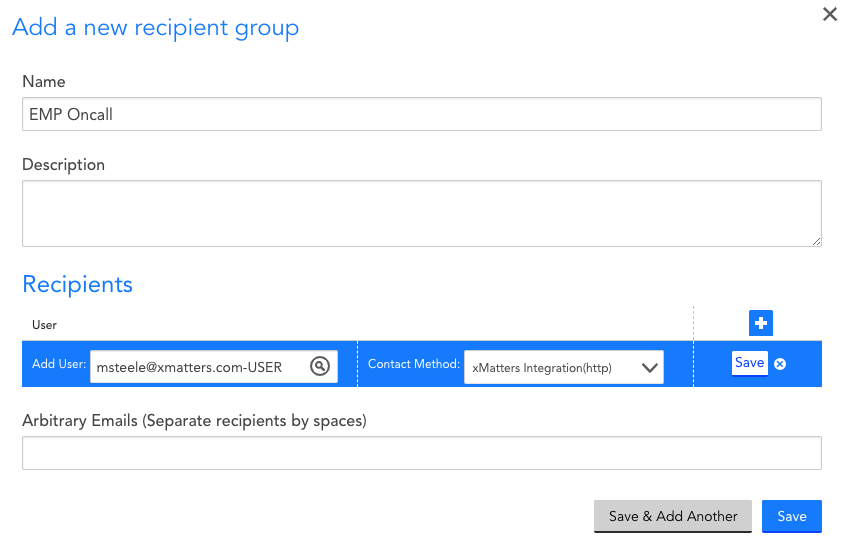 Add a new recipient group
Name
EMP Oncall
Description
Recipients
User
Add User: msteele@xmatters.com-USER Contact Method: xMatters Integration(http) Save
Arbitrary Emails (Separate recipients by spaces)
Save & Add Another Save